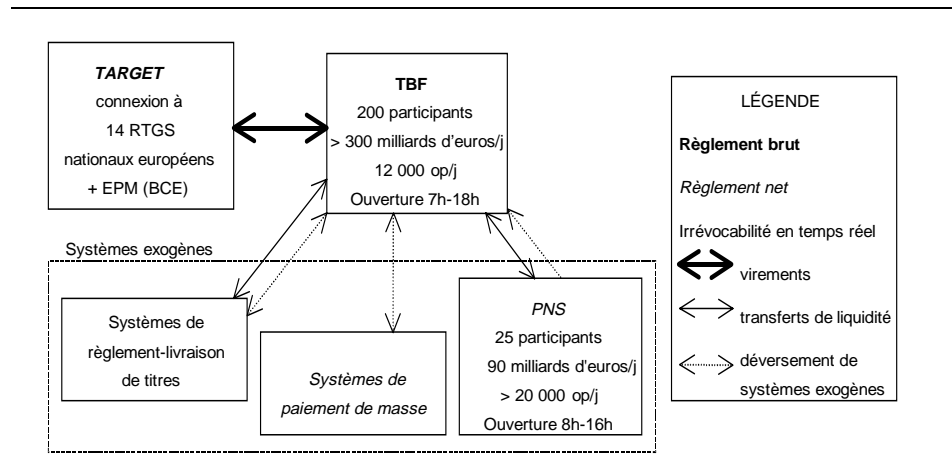 TARGET
connexion à
14 RTGS
nationaux européens
+ EPM (BCE)
TBF
200 participants
> 300 milliards d'euros/j
12 000 op/j
Ouverture 7h-18h
Systèmes exogènes
Systèmes de
règlement-livraison
de titres
Systèmes de
paiement de masse
PNS
25 participants
90 milliards d'euros/j
> 20 000 op/j
Ouverture 8h-16h
LÉGENDE
Règlement brut
Règlement net
Irrévocabilité en temps réel
virements
transferts de liquidité
déversement de
systèmes exogènes